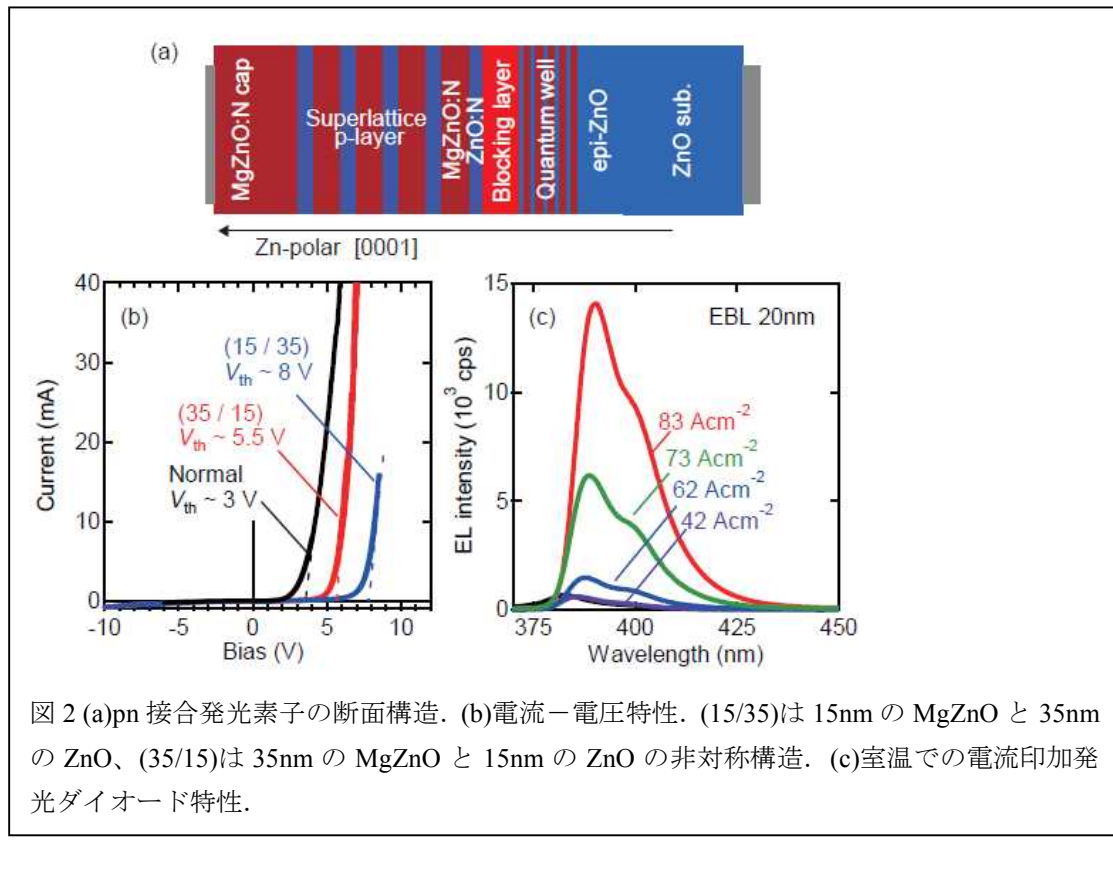 (a)
MgZnO:N cap
Superlattice
p-layer
MgZnO:N
ZnO:N
Blocking layer
Quantum well
epi-ZnO
ZnO sub.
Zn-polar [0001]
(b)
40
30
20
10
0
Current (mA)
(15 / 35)
Vth ~ 8 V
(35 / 15)
Vth ~ 5.5 V
Normal
Vth ~ 3 V
-10
-5
0
5
10
Bias (V)
(c)
EBL 20nm
15
10
5
0
EL intensity (10³ cps)
83 Acm⁻²
73 Acm⁻²
62 Acm⁻²
42 Acm⁻²
375
400
425
450
Wavelength (nm)
図 2 (a)pn 接合発光素子の断面構造. (b)電流－電圧特性. (15/35)は 15nm の MgZnO と 35nm
の ZnO、(35/15)は 35nm の MgZnO と 15nm の ZnO の非対称構造. (c)室温での電流印加発
光ダイオード特性.